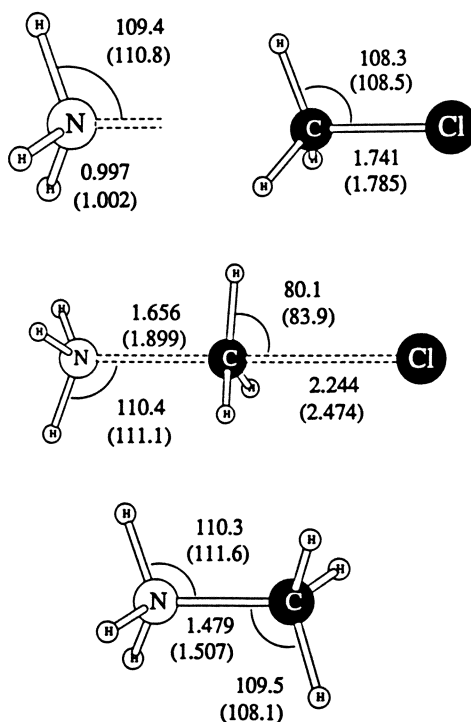 H
109.4
(110.8)
N
H
H
0.997
(1.002)
H
108.3
(108.5)
C
Cl
H
H
1.741
(1.785)
H
H
1.656
(1.899)
H
80.1
(83.9)
N
C
Cl
H
H
H
110.4
(111.1)
2.244
(2.474)
H
110.3
(111.6)
H
H
N
C
H
H
1.479
(1.507)
H
109.5
(108.1)